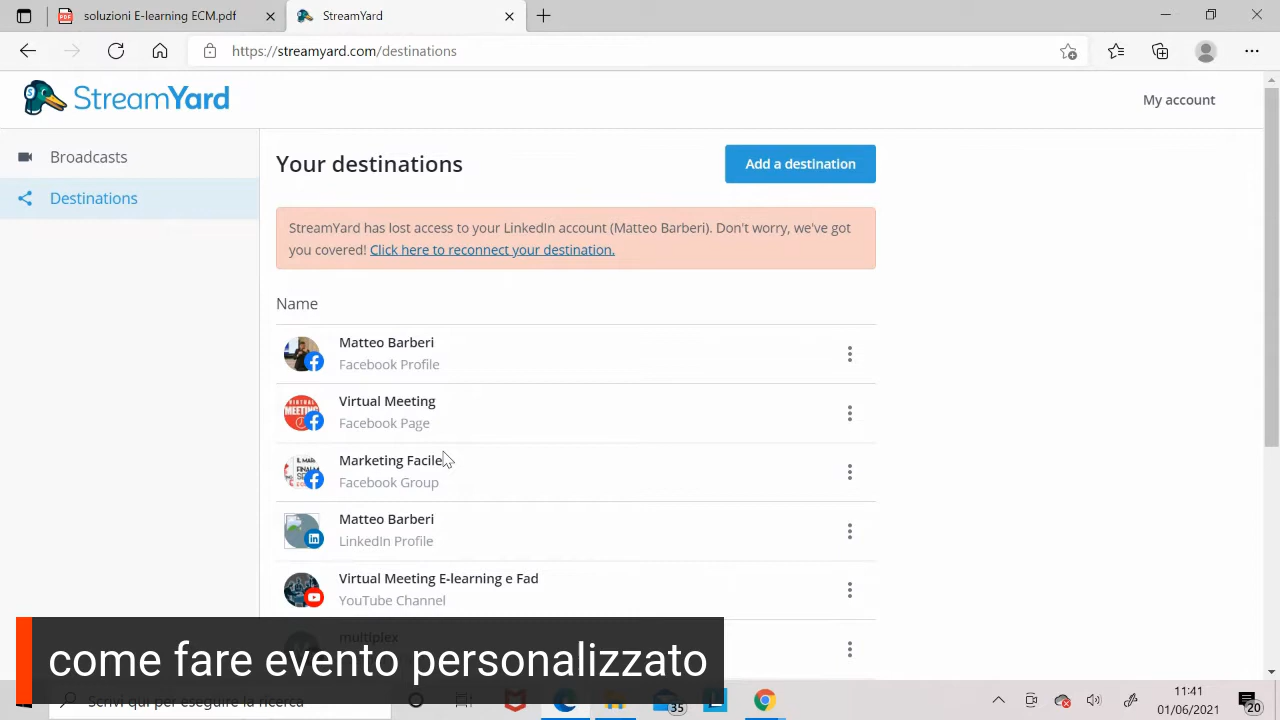 PDF
StreamYard
https://streamyard.com/destinations
StreamYard
My account
Broadcasts
Destinations
Your destinations
Add a destination
StreamYard has lost access to your LinkedIn account (Matteo Barberi). Don't worry, we've got
you covered! Click here to reconnect your destination.
Name
Matteo Barberi
Facebook Profile
Virtual Meeting
Facebook Page
Marketing Facile
Facebook Group
Matteo Barberi
LinkedIn Profile
Virtual Meeting E-learning e Fad
YouTube Channel
multiplex
come fare evento personalizzato
Scrivi qui per eseguire la ricerca
35
11:41
01/06/2021
20